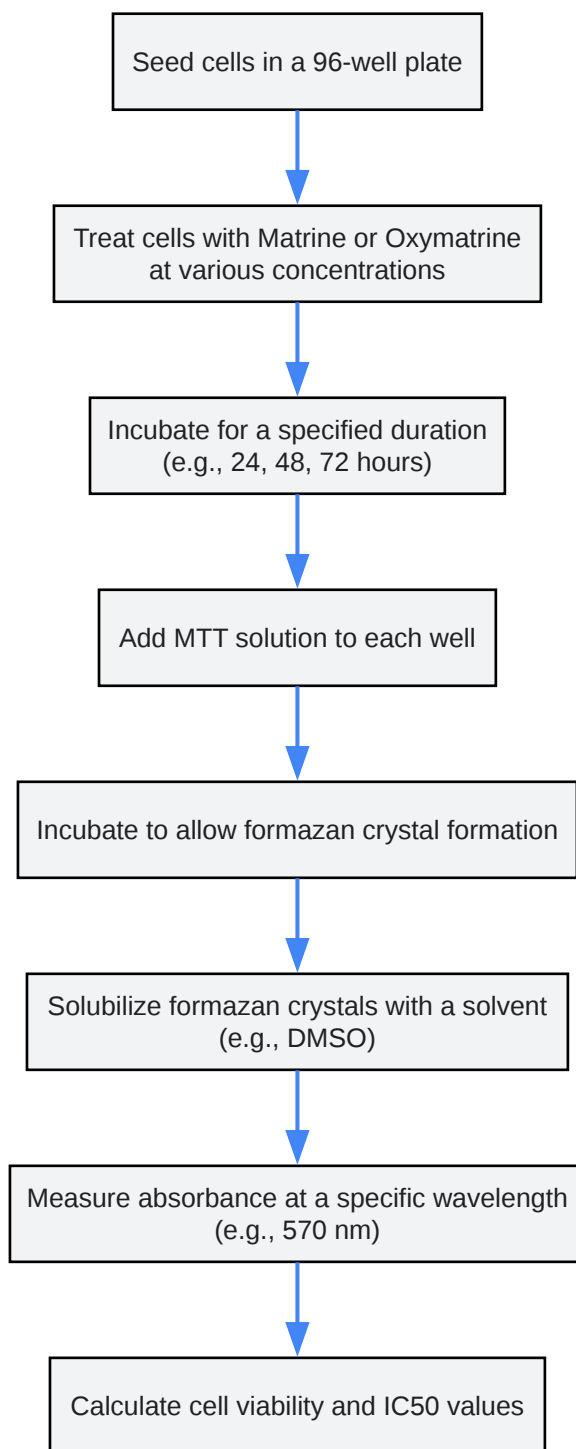 Seed cells in a 96-well plate
Treat cells with Matrine or Oxymatrine
at various concentrations
Incubate for a specified duration
(e.g., 24, 48, 72 hours)
Add MTT solution to each well
Incubate to allow formazan crystal formation
Solubilize formazan crystals with a solvent
(e.g., DMSO)
Measure absorbance at a specific wavelength
(e.g., 570 nm)
Calculate cell viability and IC50 values